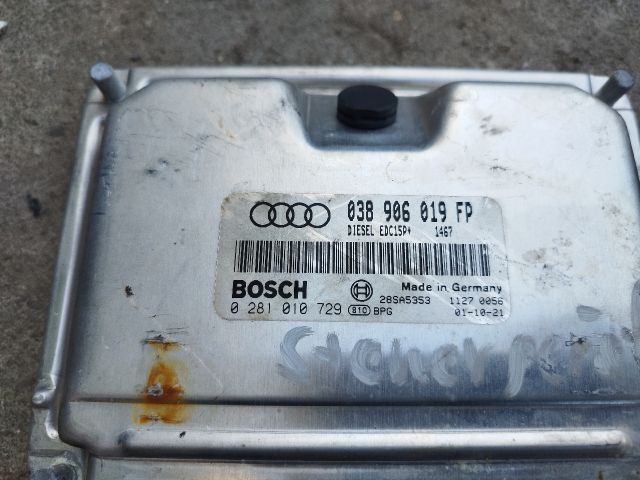 038 906 019 FP
DIESEL EDC15P+ 1467
BOSCH Made in Germany
28SA5353 1127 0056
0 281 010 729 810 BPG 01-10-21